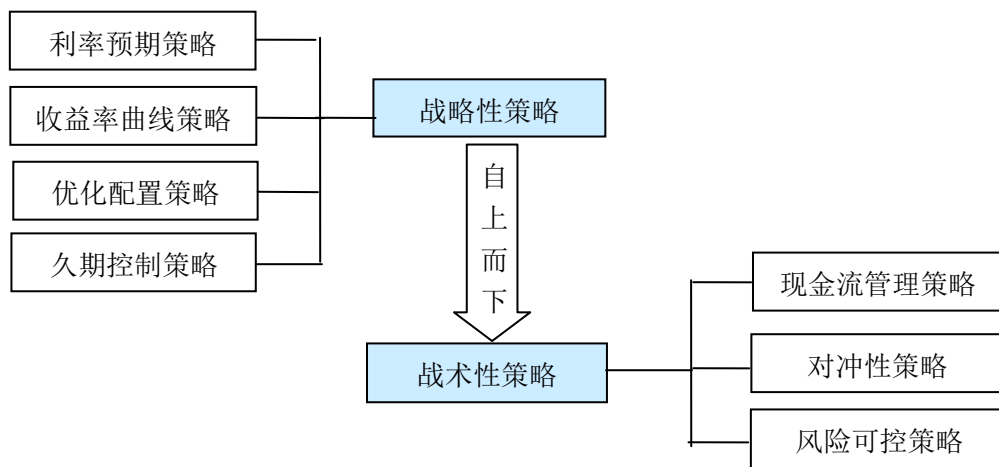 利率预期策略
收益率曲线策略
优化配置策略
久期控制策略
战略性策略
自上而下
战术性策略
现金流管理策略
对冲性策略
风险可控策略